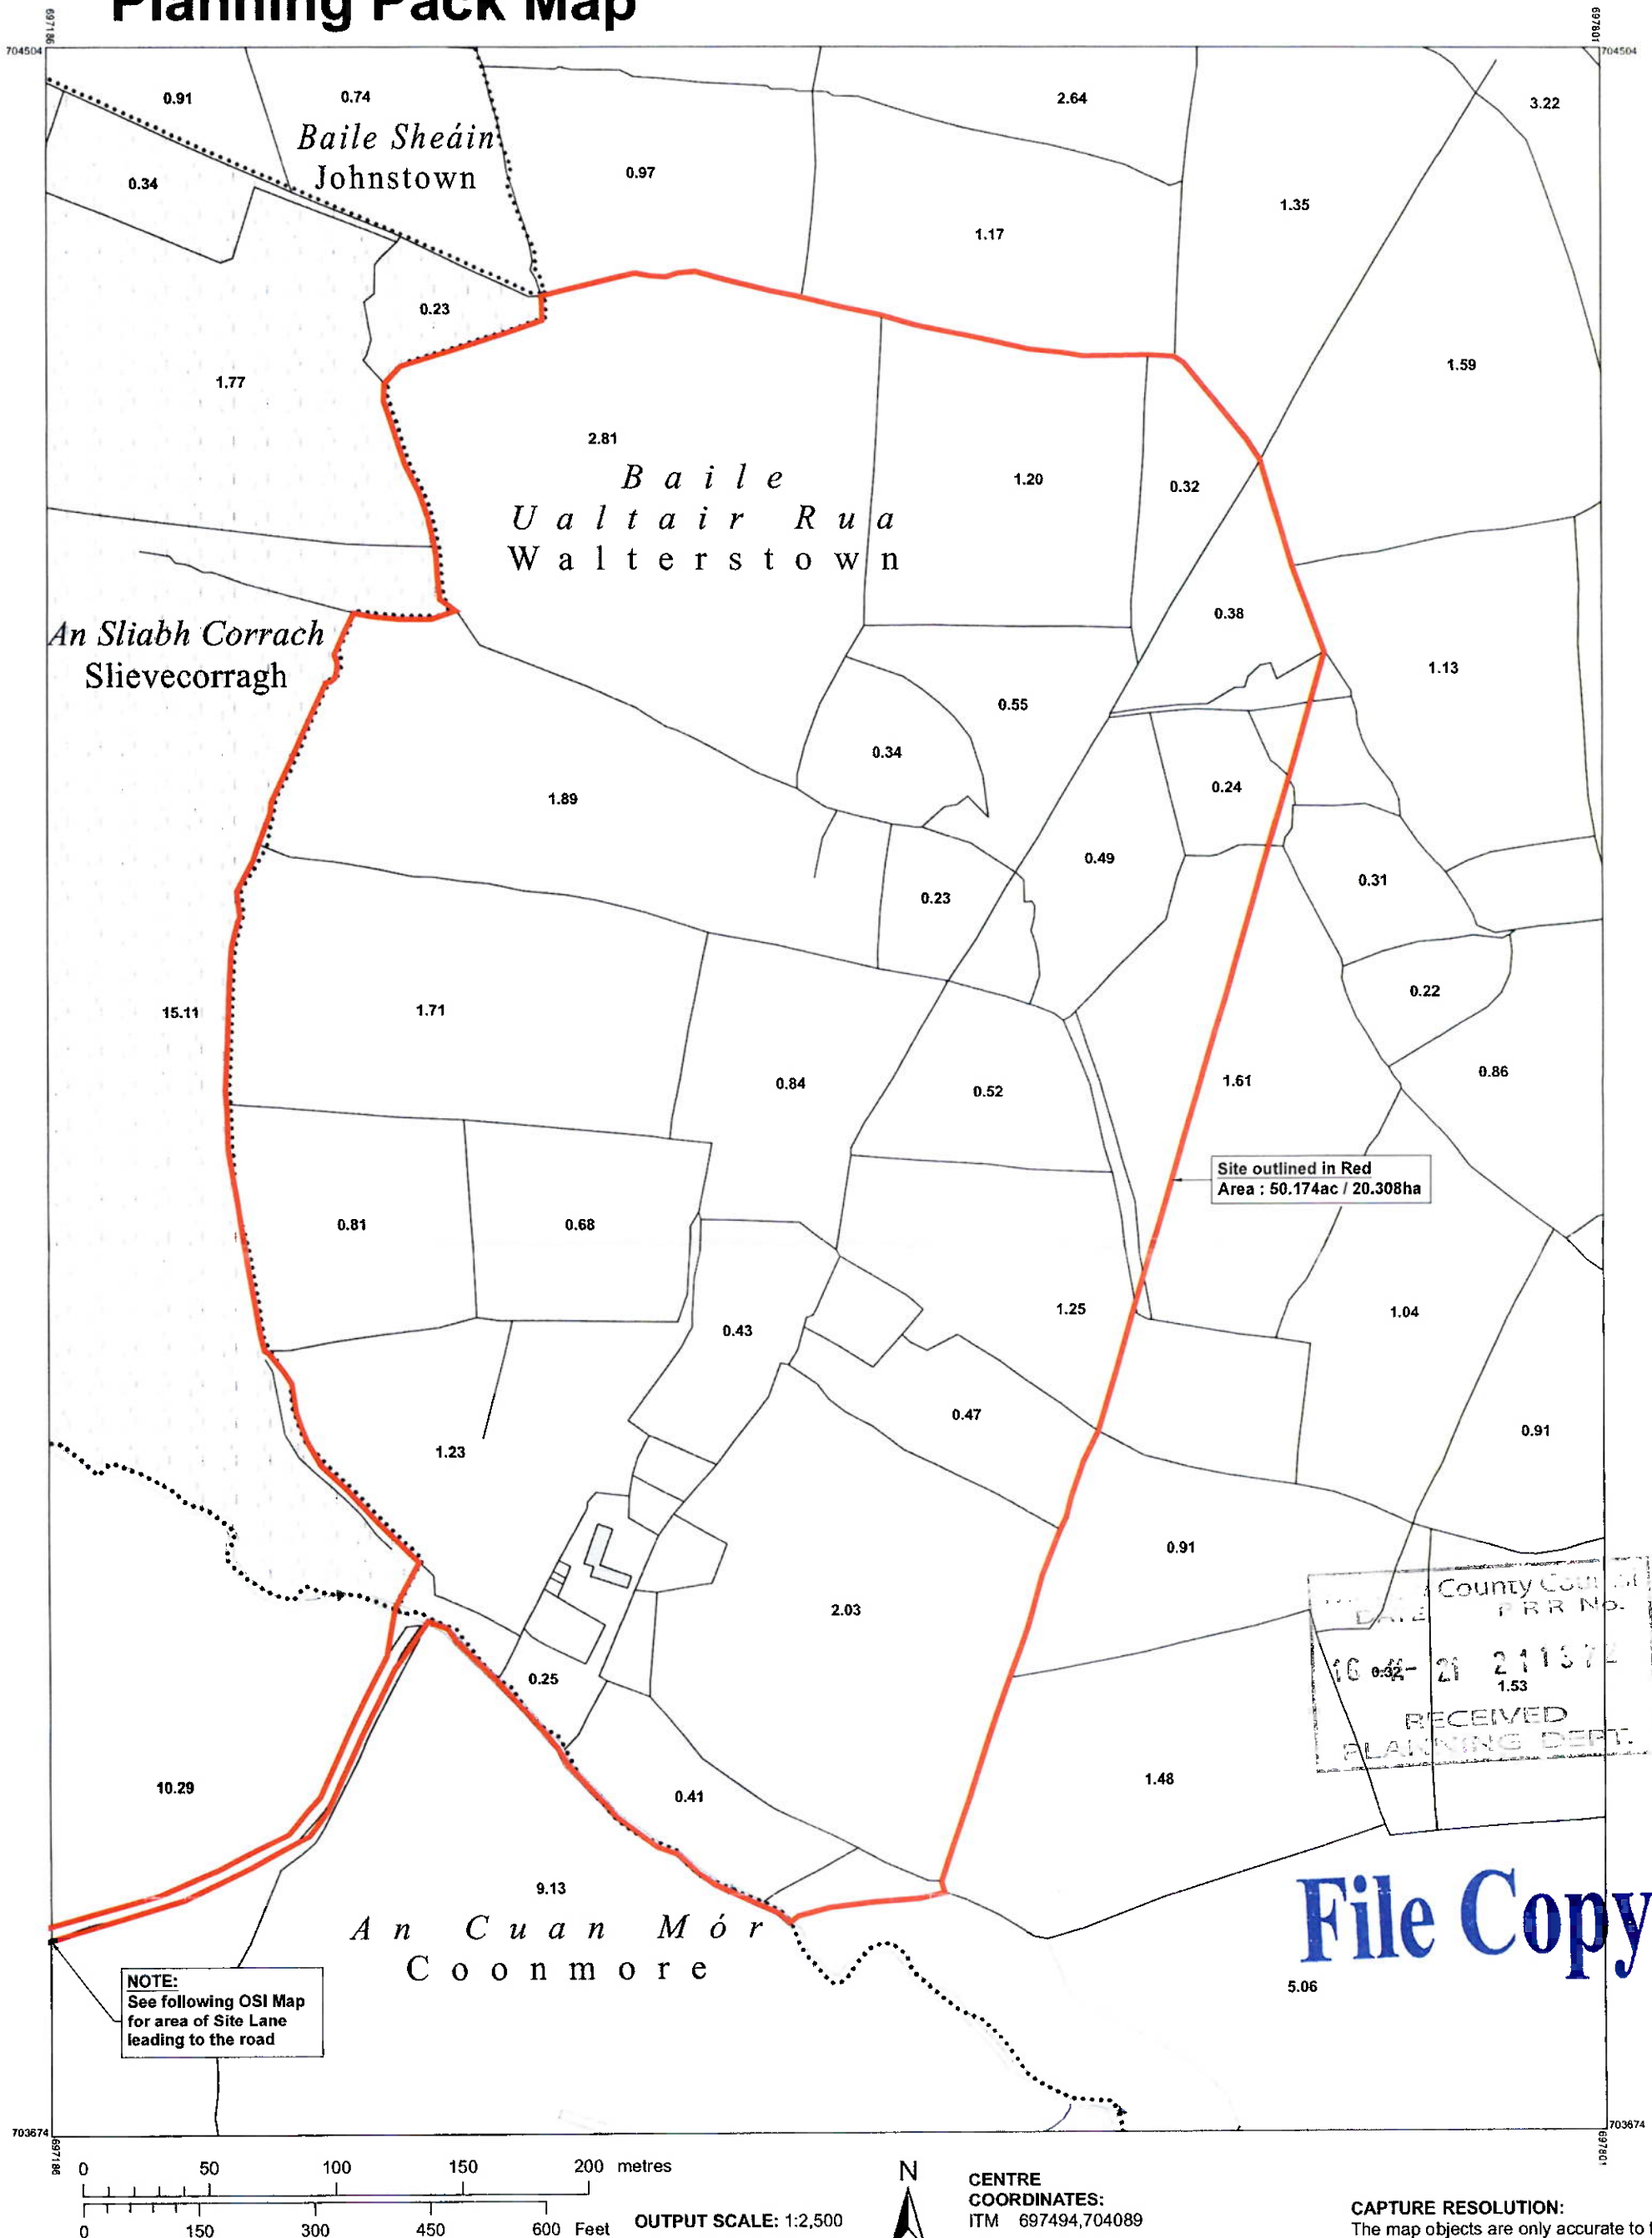 Planning Pack Map
697186
697801
704504
704504
0.91
0.74
2.64
3.22
Baile Sheáin
Johnstown
0.34
0.97
1.35
1.17
0.23
1.77
1.59
2.81
Baile
Ualtair Rua
Walterstown
1.20
0.32
0.38
An Sliabh Corrach
Slievecorragh
1.13
0.55
0.34
1.89
0.24
0.49
0.31
0.23
15.11
1.71
0.22
0.84
0.52
1.61
0.86
Site outlined in Red
Area : 50.174ac / 20.308ha
0.81
0.68
0.43
1.25
1.04
1.23
0.47
0.91
0.91
2.03
County Council
DATE P R R No.
0.32
1.53
RECEIVED
PLANNING DEPT.
0.25
10.29
0.41
1.48
9.13
An Cuan Mór
Coonmore
File Copy
5.06
NOTE:
See following OSI Map
for area of Site Lane
leading to the road
703674
703674
697186
697801
0 50 100 150 200 metres
0 150 300 450 600 Feet
OUTPUT SCALE: 1:2,500
N
CENTRE
COORDINATES:
ITM 697494,704089
CAPTURE RESOLUTION:
The map objects are only accurate to